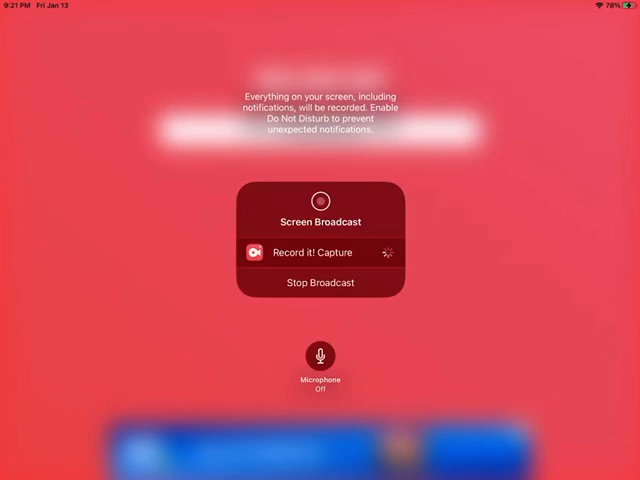 9:21 PM Fri Jan 13 78%
Everything on your screen, including
notifications, will be recorded. Enable
Do Not Disturb to prevent
unexpected notifications.
Screen Broadcast
Record it! Capture
Stop Broadcast
Microphone
Off